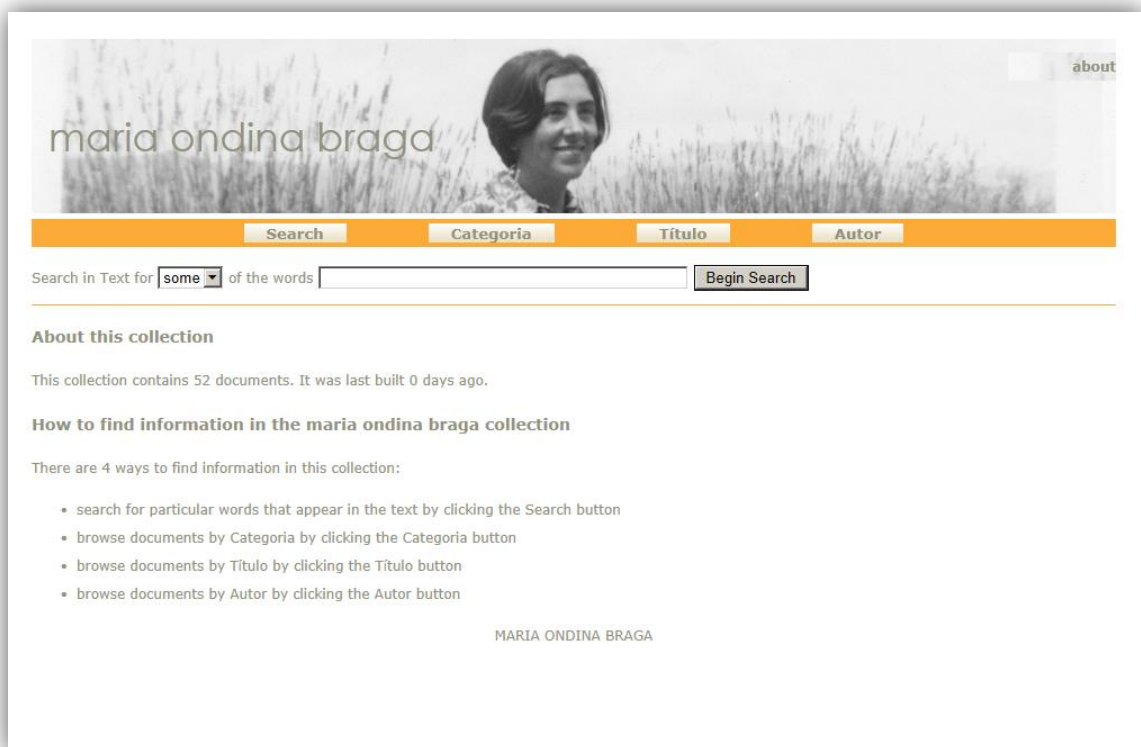 about
maria ondina braga
Search Categoria Título Autor
Search in Text for some of the words Begin Search
About this collection
This collection contains 52 documents. It was last built 0 days ago.
How to find information in the maria ondina braga collection
There are 4 ways to find information in this collection:
• search for particular words that appear in the text by clicking the Search button
• browse documents by Categoria by clicking the Categoria button
• browse documents by Título by clicking the Título button
• browse documents by Autor by clicking the Autor button
MARIA ONDINA BRAGA